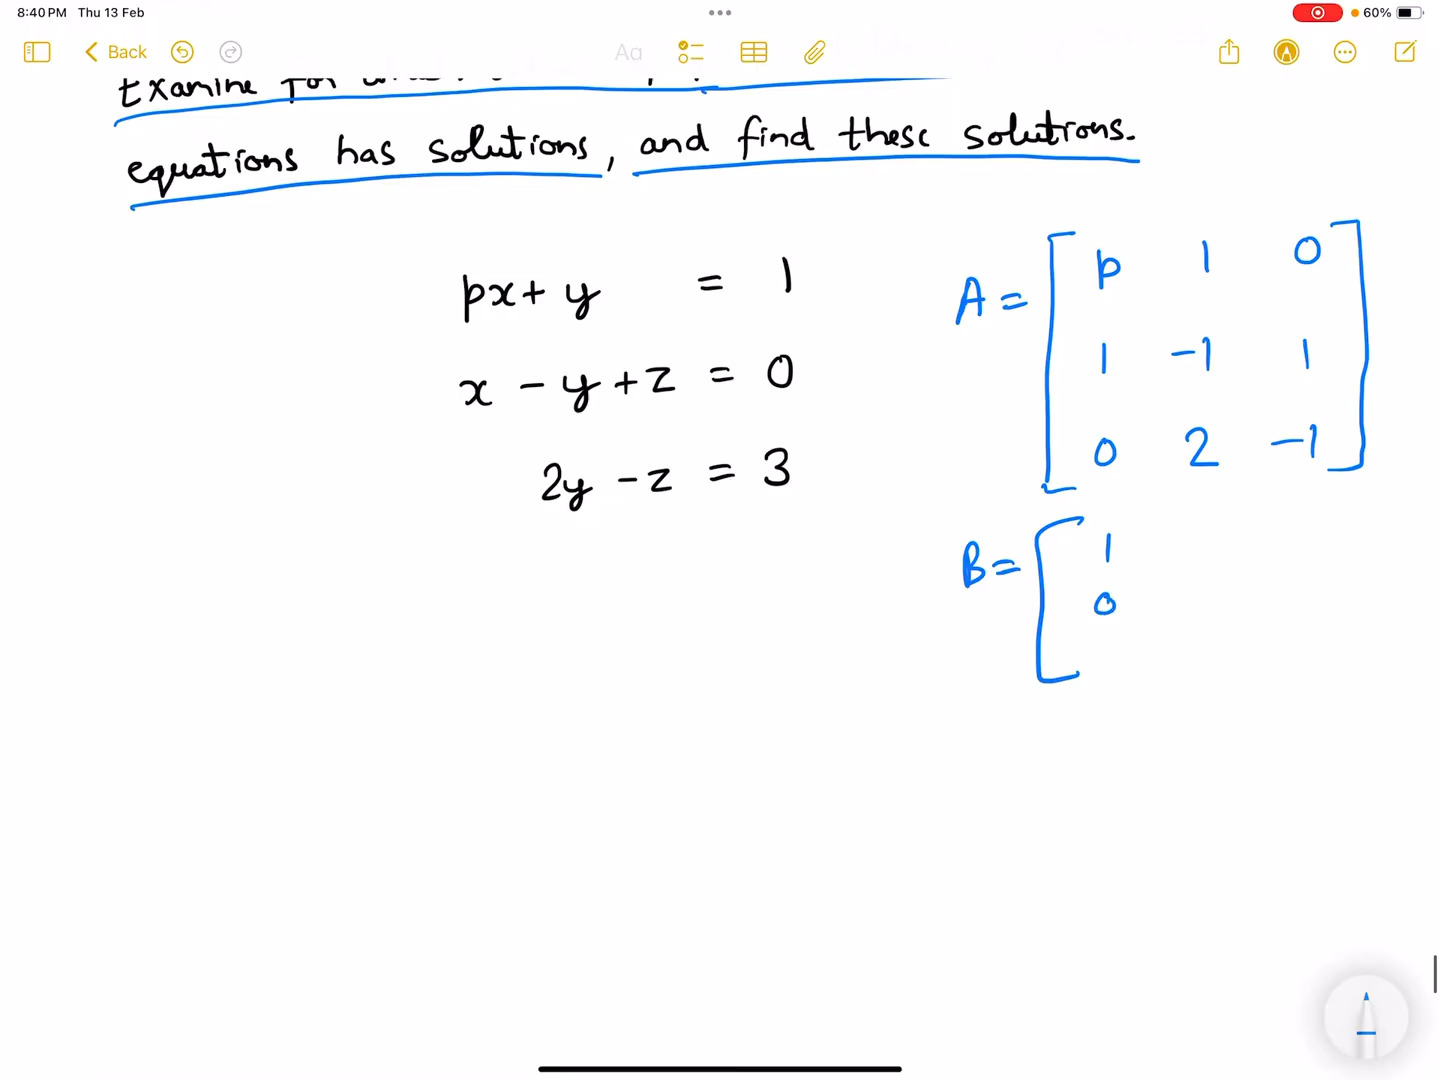 8:40 PM Thu 13 Feb
60%
Back
Aa
Examine for
equations has solutions, and find these solutions.
px + y = 1
x - y + z = 0
2y - z = 3
A = [
p 1 0
1 -1 1
0 2 -1
]
B = [
1
0